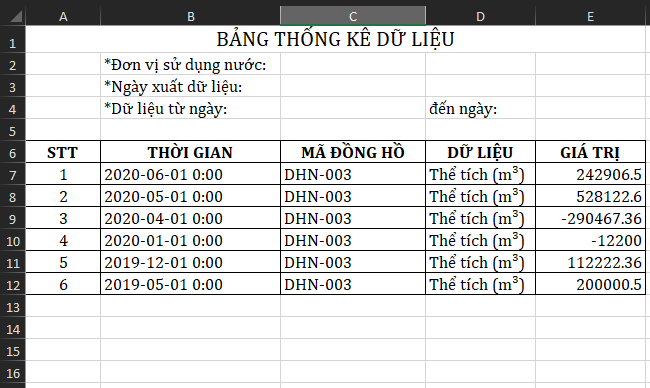 A B C D E
1 BẢNG THỐNG KÊ DỮ LIỆU
2 *Đơn vị sử dụng nước:
3 *Ngày xuất dữ liệu:
4 *Dữ liệu từ ngày: đến ngày:
5
6 STT THỜI GIAN MÃ ĐỒNG HỒ DỮ LIỆU GIÁ TRỊ
7 1 2020-06-01 0:00 DHN-003 Thể tích (m³) 242906.5
8 2 2020-05-01 0:00 DHN-003 Thể tích (m³) 528122.6
9 3 2020-04-01 0:00 DHN-003 Thể tích (m³) -290467.36
10 4 2020-01-01 0:00 DHN-003 Thể tích (m³) -12200
11 5 2019-12-01 0:00 DHN-003 Thể tích (m³) 112222.36
12 6 2019-05-01 0:00 DHN-003 Thể tích (m³) 200000.5
13
14
15
16